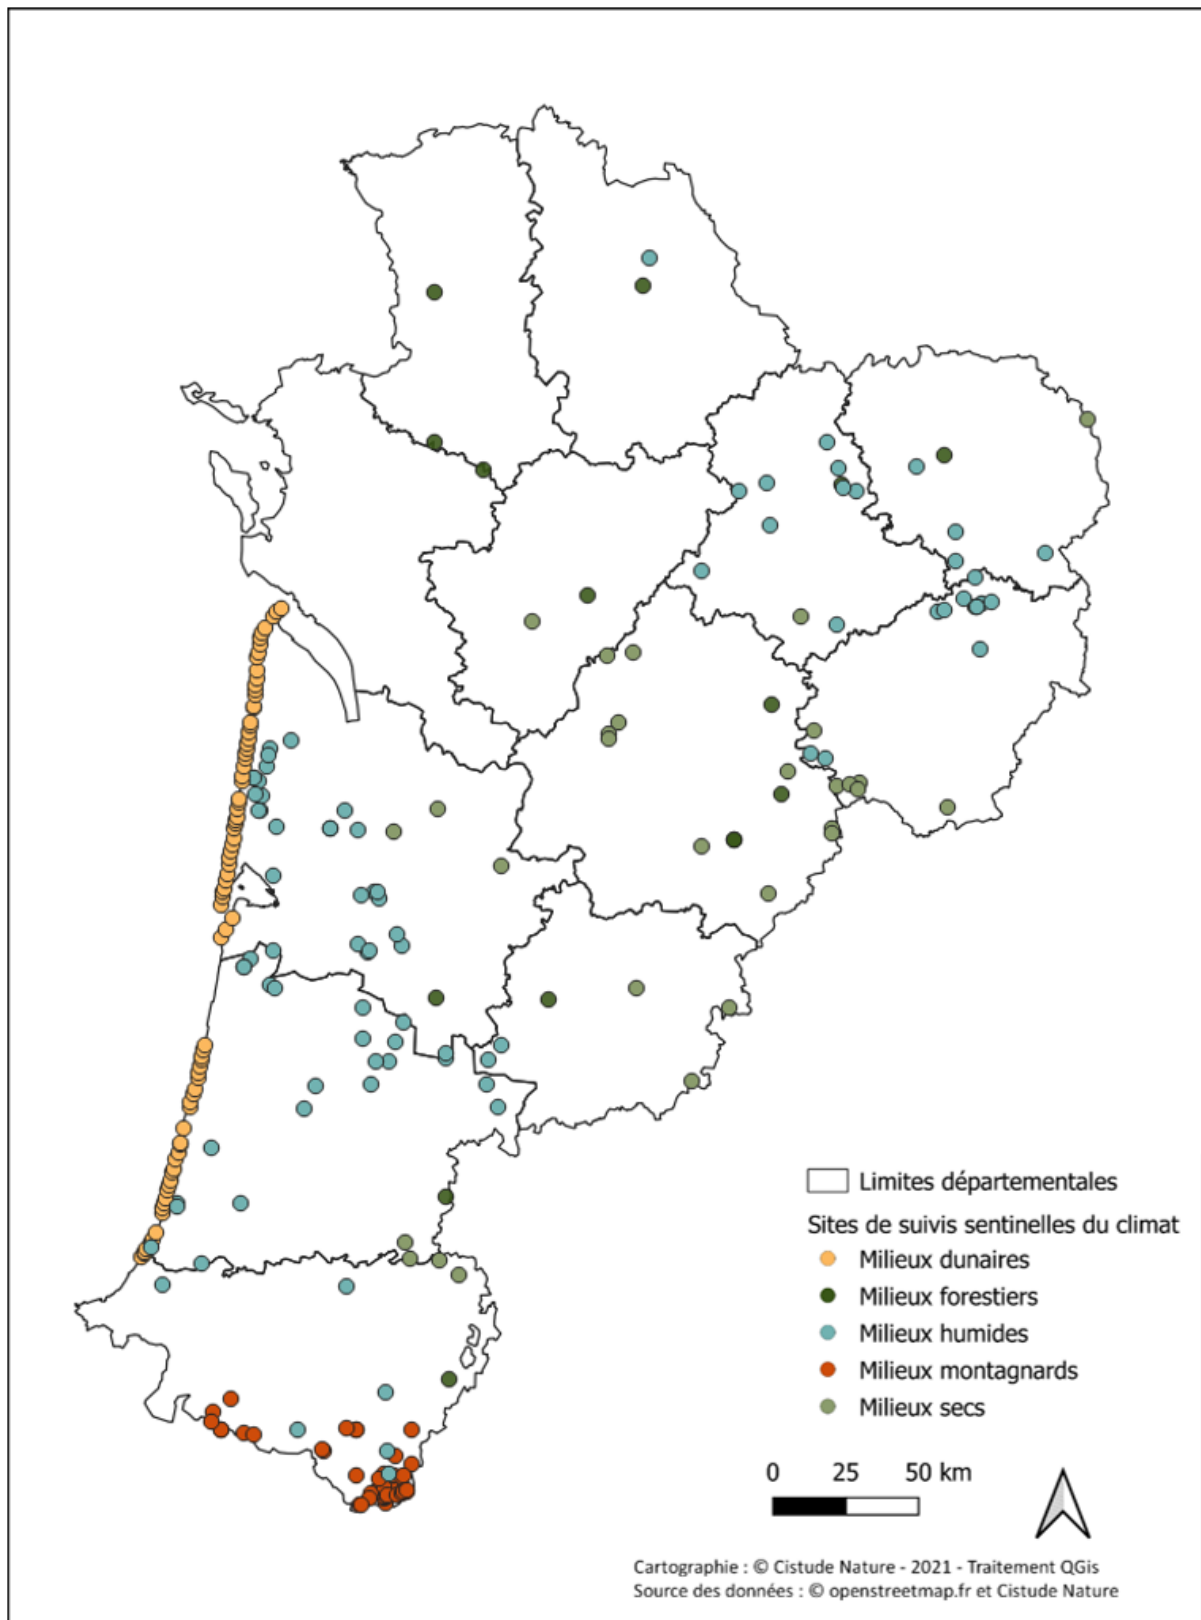 Limites départementales
Sites de suivis sentinelles du climat
Milieux dunaires
Milieux forestiers
Milieux humides
Milieux montagnards
Milieux secs
0 25 50 km
Cartographie : © Cistude Nature - 2021 - Traitement QGis
Source des données : © openstreetmap.fr et Cistude Nature